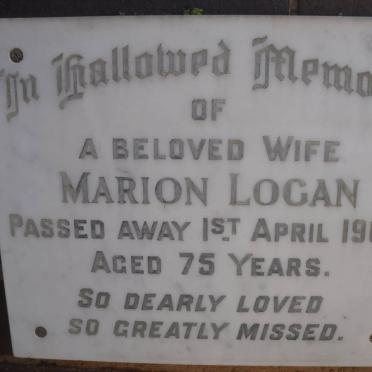 In Hallowed Memo
OF
A BELOVED WIFE
MARION LOGAN
PASSED AWAY 1ST APRIL 19
AGED 75 YEARS.
SO DEARLY LOVED
SO GREATLY MISSED.